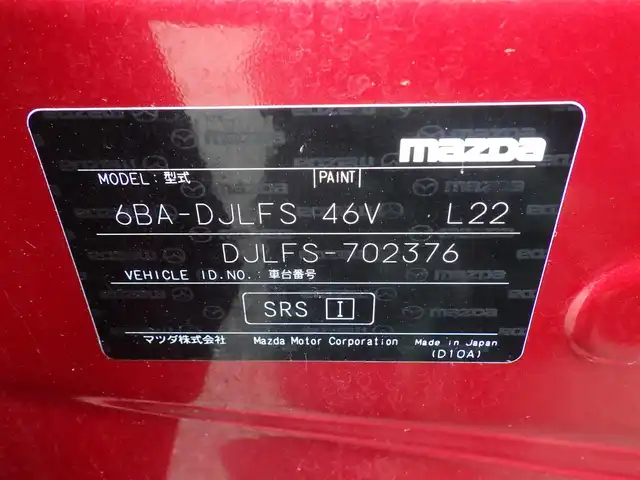 mazda
MODEL:型式 PAINT
6BA-DJLFS 46V L22
DJLFS-702376
VEHICLE ID.NO.:車台番号
SRS I
マツダ株式会社 Mazda Motor Corporation Made in Japan
(D10A)